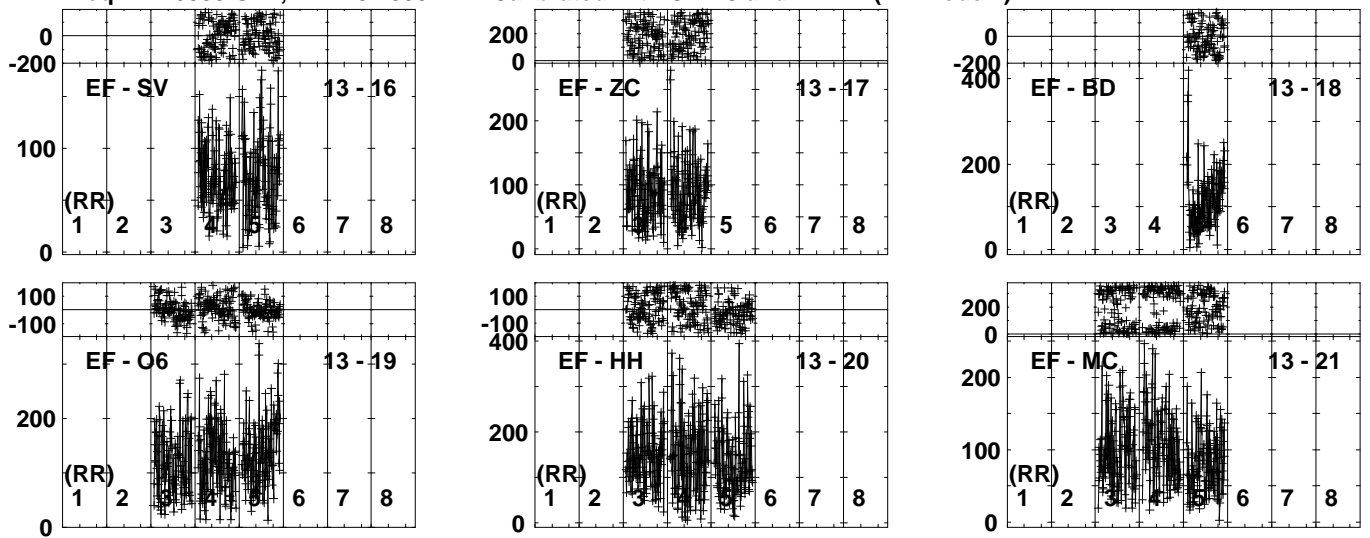 0
-200
EF - SV 13 - 16
100
(RR)
1 2 3 4 5 6 7 8
0
200
0
EF - ZC 13 - 17
200
100
(RR)
1 2 3 4 5 6 7 8
0
0
-200
400
EF - BD 13 - 18
200
(RR)
1 2 3 4 5 6 7 8
0
100
-100
EF - O6 13 - 19
200
(RR)
1 2 3 4 5 6 7 8
0
100
-100
400
EF - HH 13 - 20
200
(RR)
1 2 3 4 5 6 7 8
0
200
0
EF - MC 13 - 21
200
100
(RR)
1 2 3 4 5 6 7 8
0